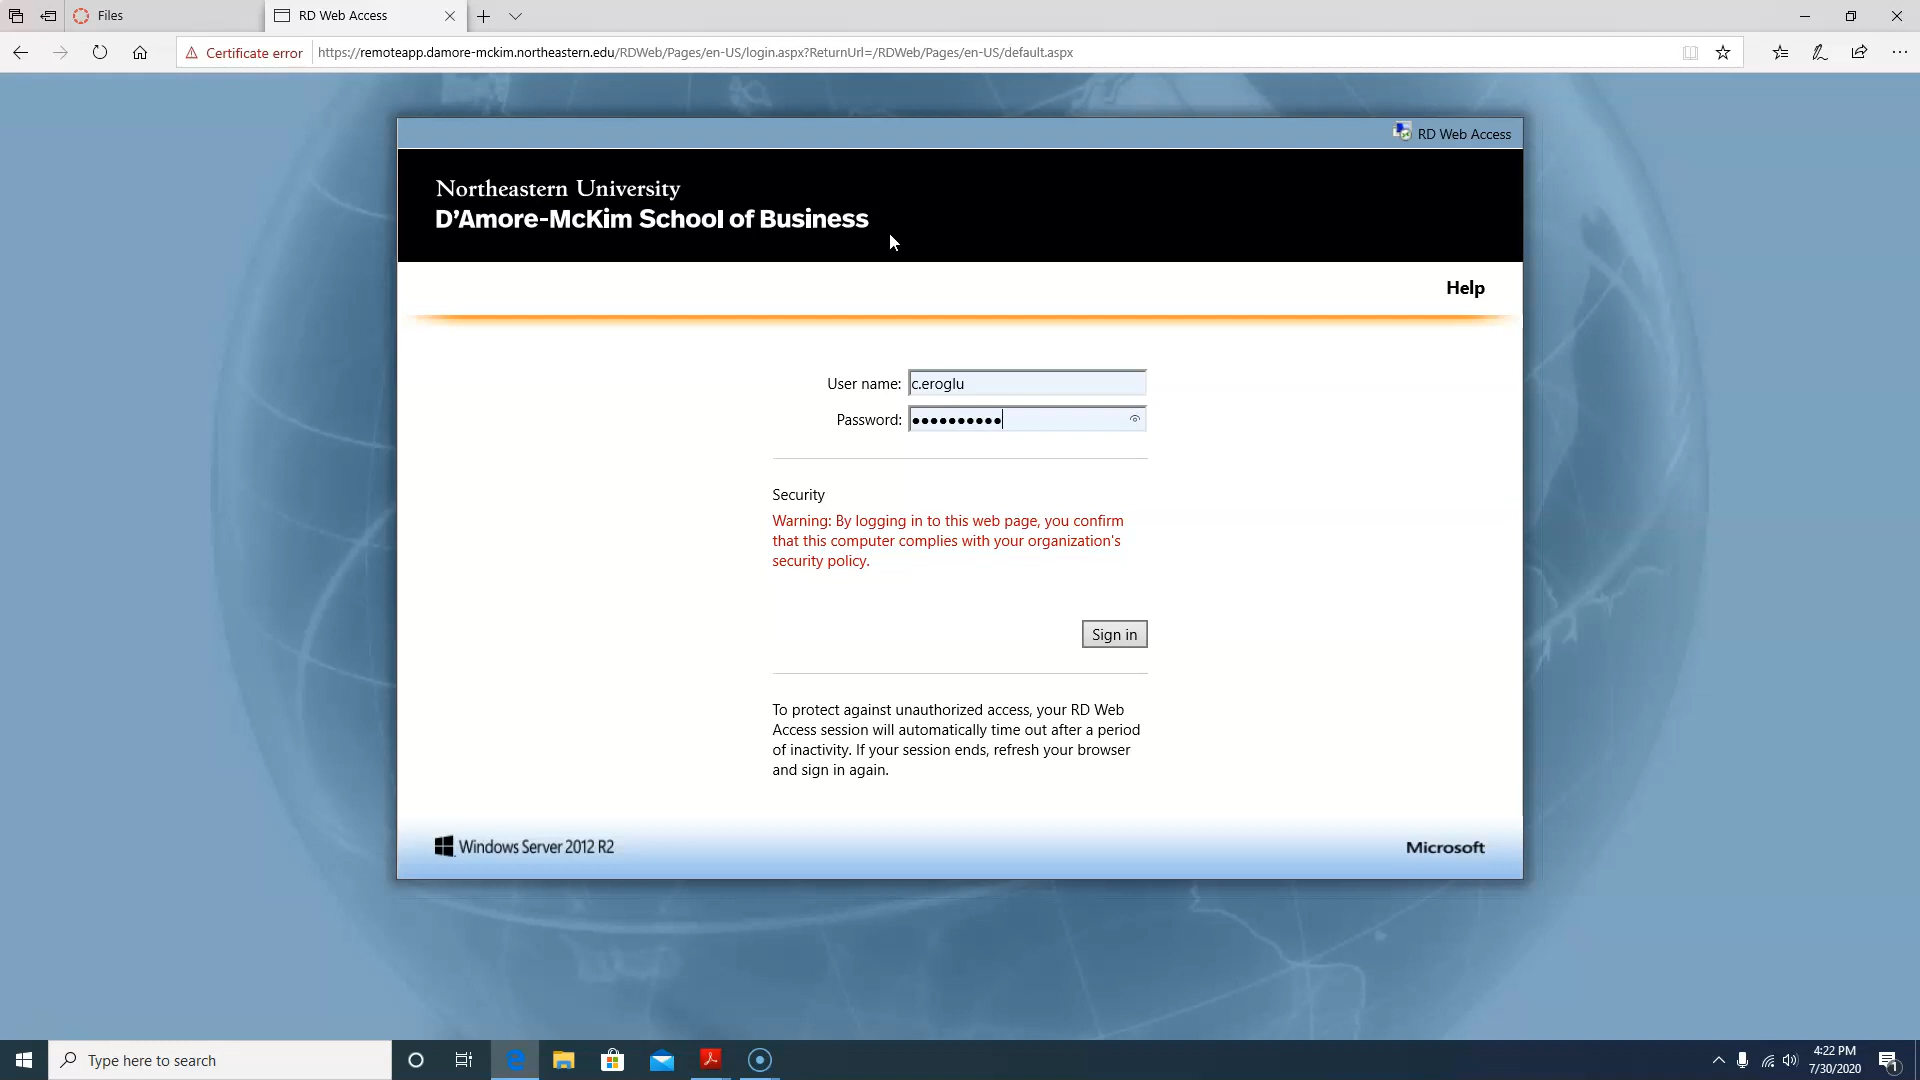 Files
RD Web Access
Certificate error
https://remoteapp.damore-mckim.northeastern.edu/RDWeb/Pages/en-US/login.aspx?ReturnUrl=/RDWeb/Pages/en-US/default.aspx
RD Web Access
Northeastern University
D'Amore-McKim School of Business
Help
User name: c.eroglu
Password: ••••••••••
Security
Warning: By logging in to this web page, you confirm
that this computer complies with your organization's
security policy.
Sign in
To protect against unauthorized access, your RD Web
Access session will automatically time out after a period
of inactivity. If your session ends, refresh your browser
and sign in again.
Windows Server 2012 R2
Microsoft
Type here to search
4:22 PM
7/30/2020
1